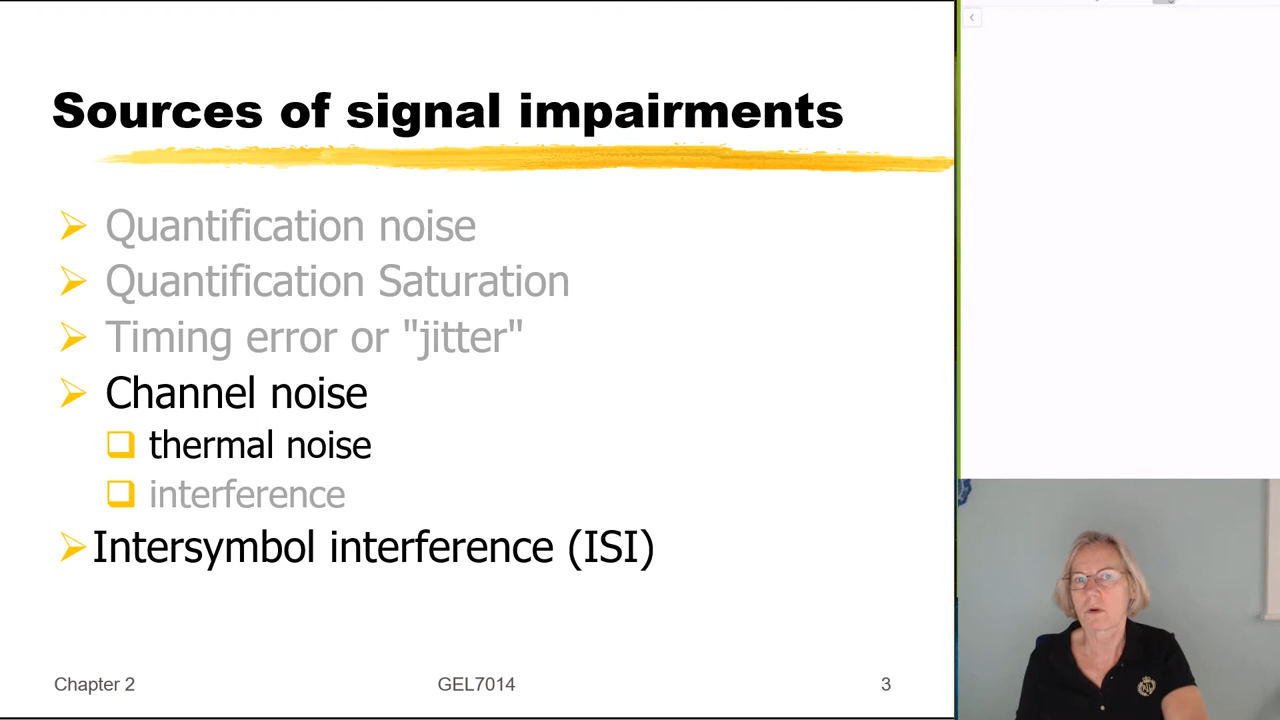 Sources of signal impairments
Quantification noise
Quantification Saturation
Timing error or "jitter"
Channel noise
thermal noise
interference
Intersymbol interference (ISI)
Chapter 2
GEL7014
3